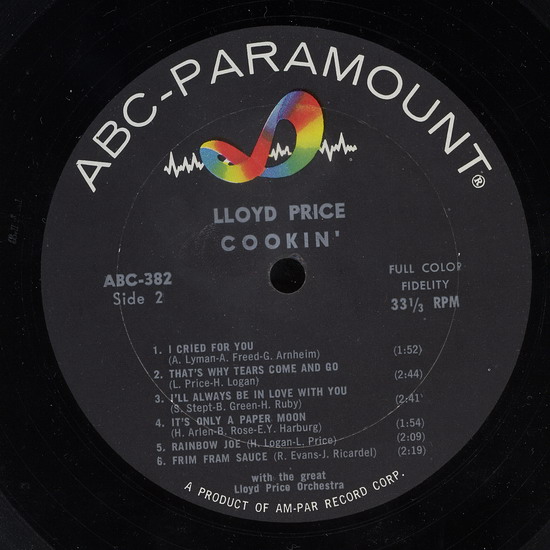 ABC-PARAMOUNT®
LLOYD PRICE
COOKIN'
ABC-382
Side 2
FULL COLOR
FIDELITY
33 1/3 RPM
1. I CRIED FOR YOU
(A. Lyman-A. Freed-G. Arnheim) (1:52)
2. THAT'S WHY TEARS COME AND GO
(L. Price-H. Logan) (2:44)
3. I'LL ALWAYS BE IN LOVE WITH YOU
(S. Stept-B. Green-H. Ruby) (2:41)
4. IT'S ONLY A PAPER MOON
(H. Arlen-B. Rose-E.Y. Harburg) (1:54)
5. RAINBOW JOE (H. Logan-L. Price) (2:09)
6. FRIM FRAM SAUCE (R. Evans-J. Ricardel) (2:19)
with the great
Lloyd Price Orchestra
A PRODUCT OF AM-PAR RECORD CORP.